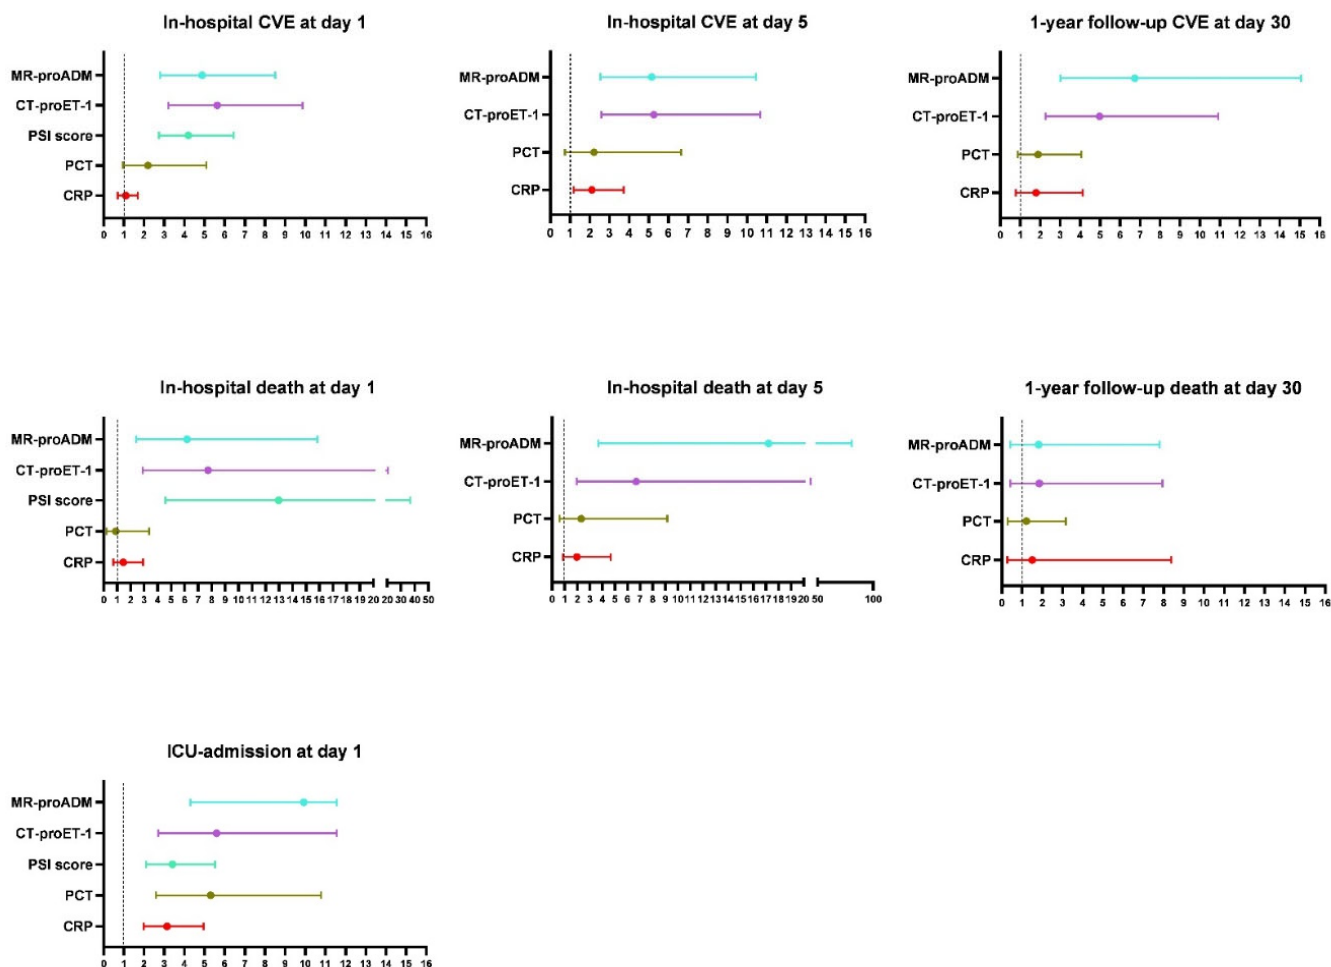 In-hospital CVE at day 1
MR-proADM
CT-proET-1
PSI score
PCT
CRP
0 1 2 3 4 5 6 7 8 9 10 11 12 13 14 15 16
In-hospital CVE at day 5
MR-proADM
CT-proET-1
PCT
CRP
0 1 2 3 4 5 6 7 8 9 10 11 12 13 14 15 16
1-year follow-up CVE at day 30
MR-proADM
CT-proET-1
PCT
CRP
0 1 2 3 4 5 6 7 8 9 10 11 12 13 14 15 16
In-hospital death at day 1
MR-proADM
CT-proET-1
PSI score
PCT
CRP
0 1 2 3 4 5 6 7 8 9 10 11 12 13 14 15 16 17 18 19 20 20 30 40 50
In-hospital death at day 5
MR-proADM
CT-proET-1
PCT
CRP
0 1 2 3 4 5 6 7 8 9 10 11 12 13 14 15 16 17 18 19 20 50 100
1-year follow-up death at day 30
MR-proADM
CT-proET-1
PCT
CRP
0 1 2 3 4 5 6 7 8 9 10 11 12 13 14 15 16
ICU-admission at day 1
MR-proADM
CT-proET-1
PSI score
PCT
CRP
0 1 2 3 4 5 6 7 8 9 10 11 12 13 14 15 16